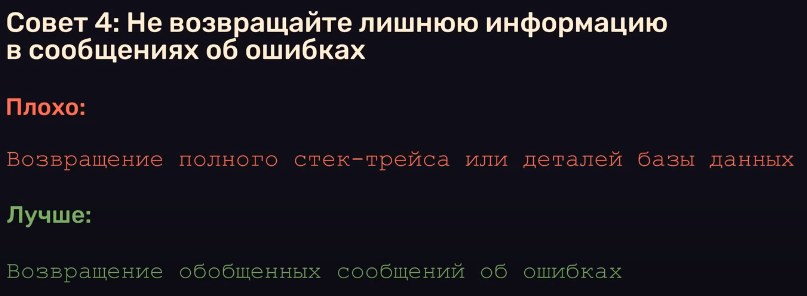 Совет 4: Не возвращайте лишнюю информацию
в сообщениях об ошибках
Плохо:
Возвращение полного стек-трейса или деталей базы данных
Лучше:
Возвращение обобщенных сообщений об ошибках